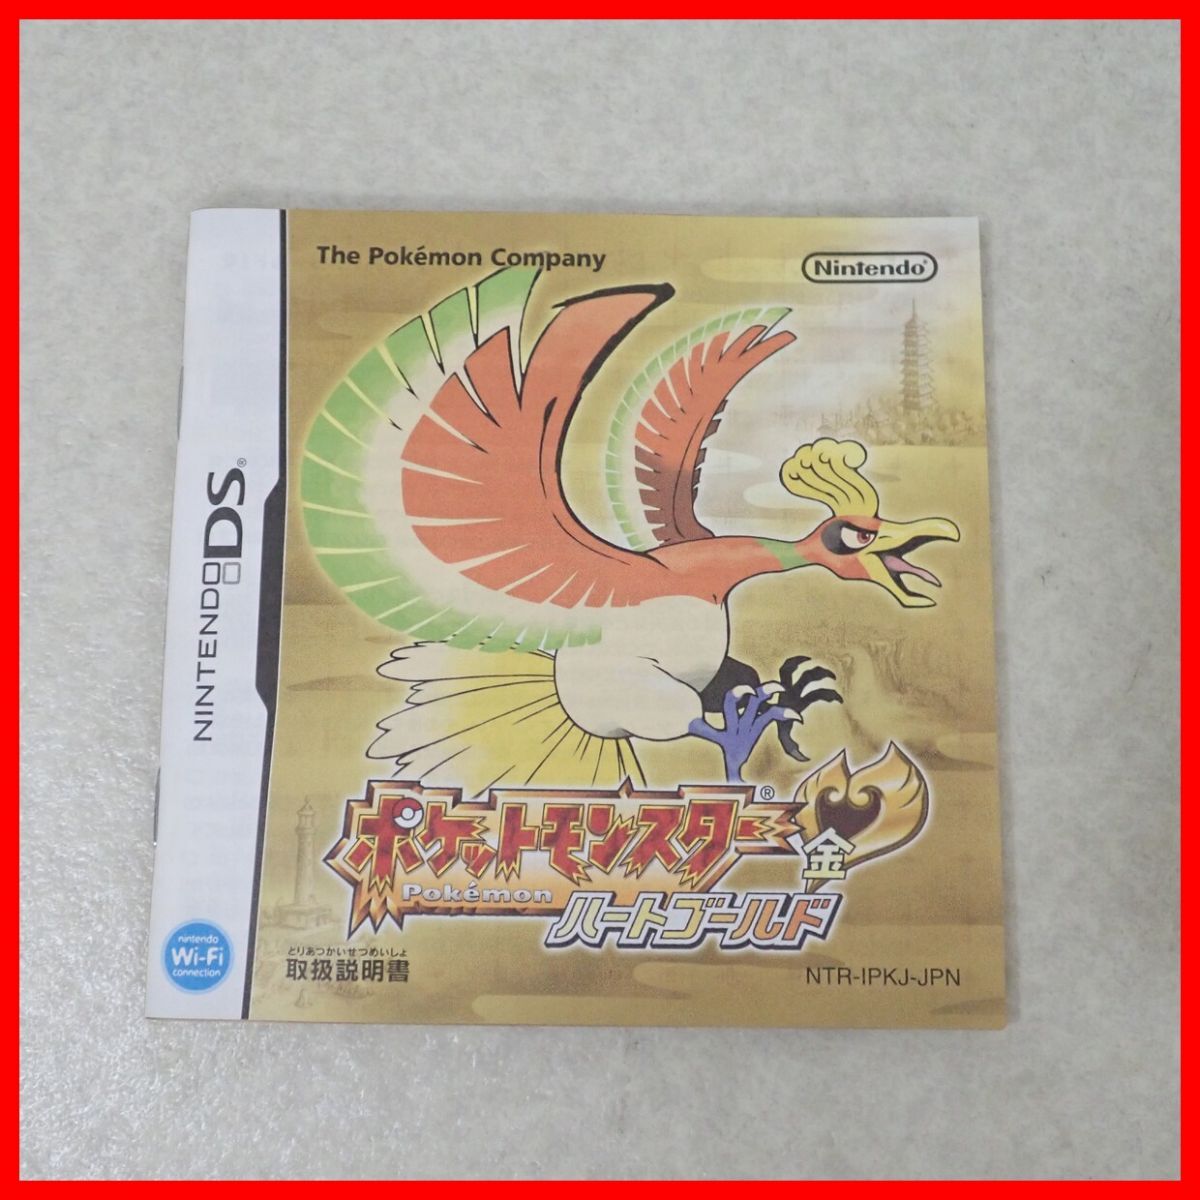 The Pokémon Company
Nintendo®
NINTENDO DS®
ポケットモンスター®
Pokémon
金
ハートゴールド
nintendo
Wi-Fi
connection
とりあつかいせつめいしょ
取扱説明書
NTR-IPKJ-JPN